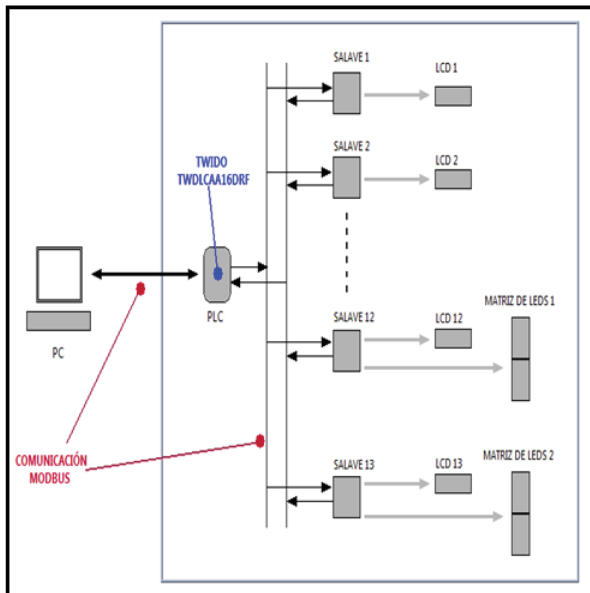 SALAVE 1
LCD 1
SALAVE 2
LCD 2
TWIDO
TWDLCAA16DRF
PLC
PC
SALAVE 12
LCD 12
MATRIZ DE LEDS 1
COMUNICACIÓN
MODBUS
SALAVE 13
LCD 13
MATRIZ DE LEDS 2